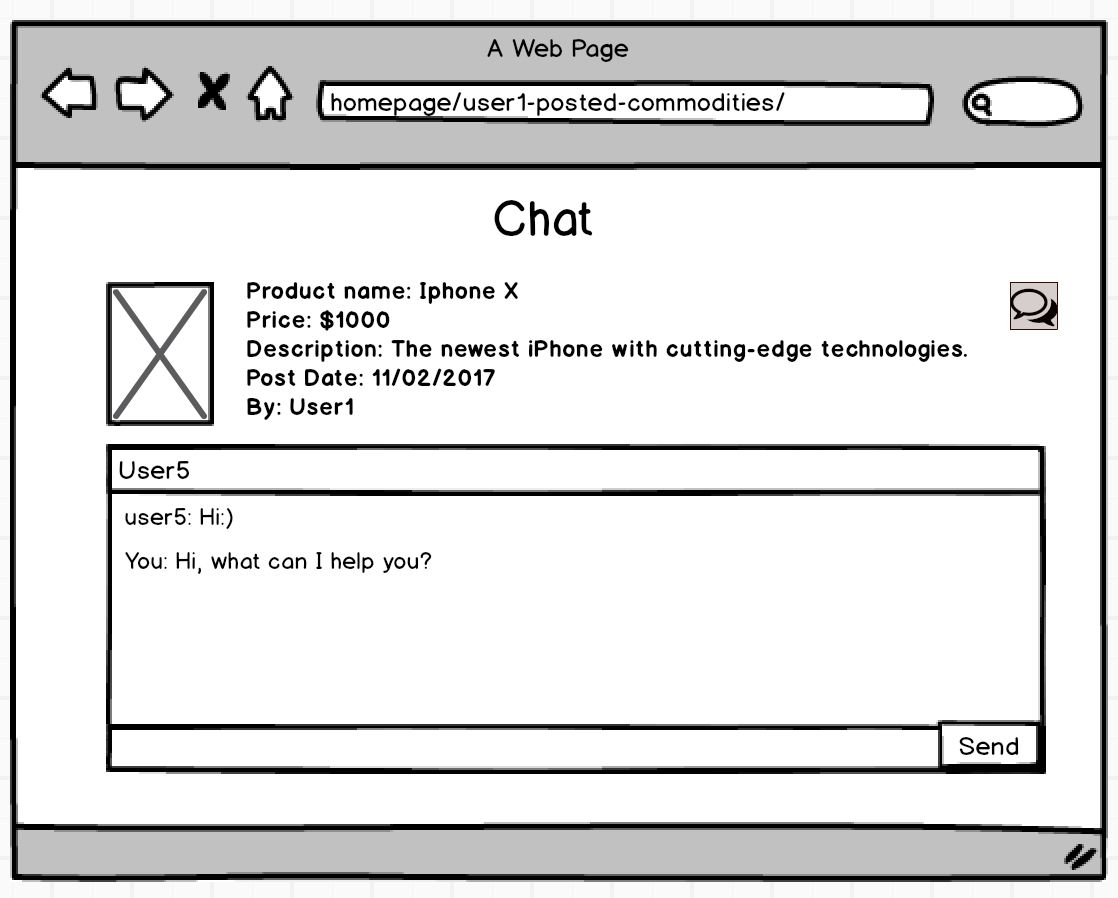 A Web Page
homepage/user1-posted-commodities/
Chat
Product name: Iphone X
Price: $1000
Description: The newest iPhone with cutting-edge technologies.
Post Date: 11/02/2017
By: User1
User5
user5: Hi:)
You: Hi, what can I help you?
Send